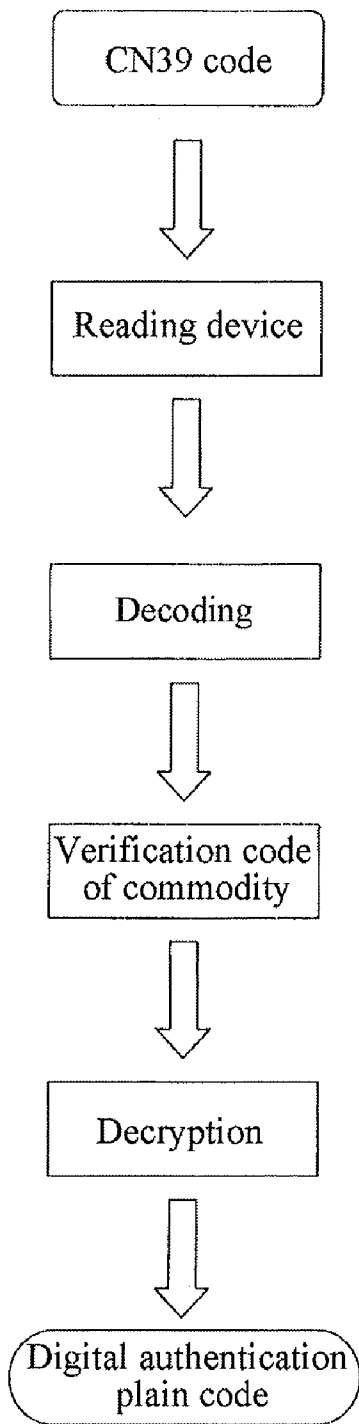 CN39 code
Reading device
Decoding
Verification code
of commodity
Decryption
Digital authentication
plain code